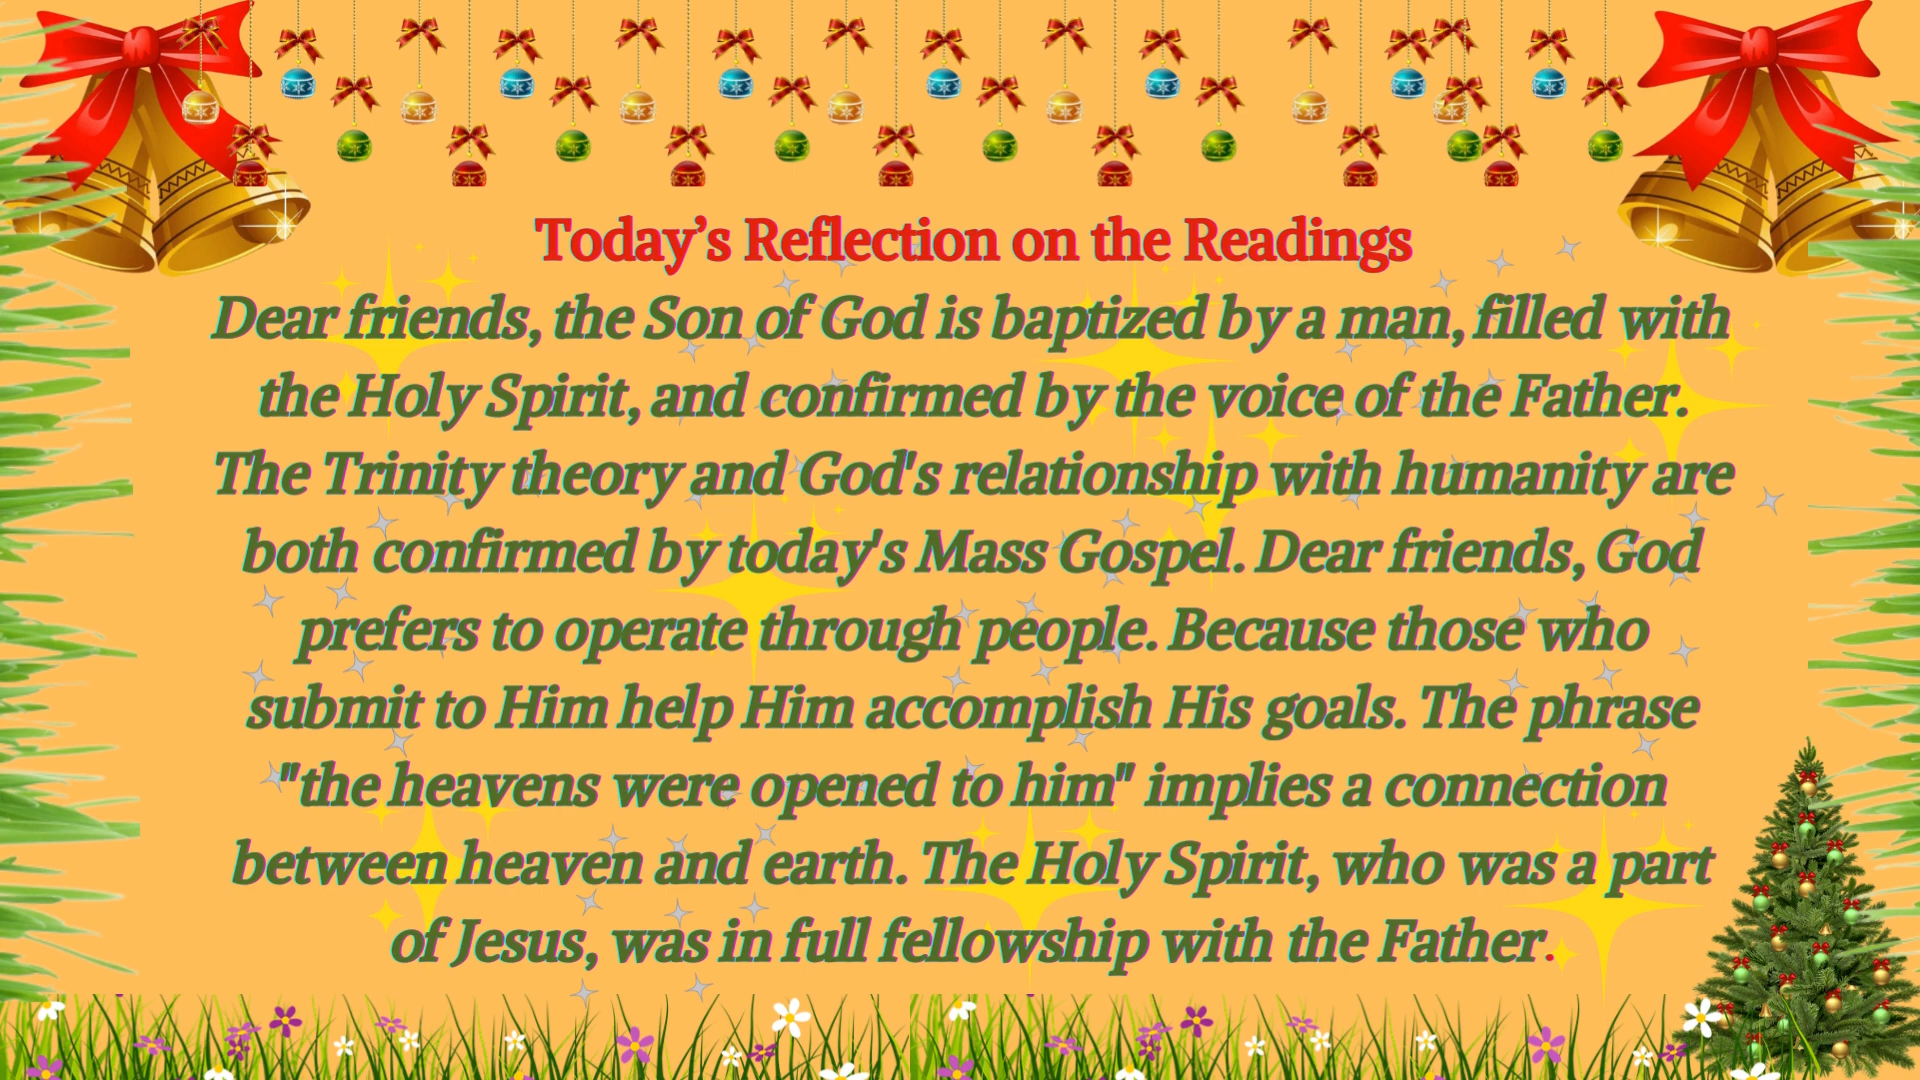 Today’s Reflection on the Readings
Dear friends, the Son of God is baptized by a man, filled with
the Holy Spirit, and confirmed by the voice of the Father.
The Trinity theory and God's relationship with humanity are
both confirmed by today's Mass Gospel. Dear friends, God
prefers to operate through people. Because those who
submit to Him help Him accomplish His goals. The phrase
"the heavens were opened to him" implies a connection
between heaven and earth. The Holy Spirit, who was a part
of Jesus, was in full fellowship with the Father.